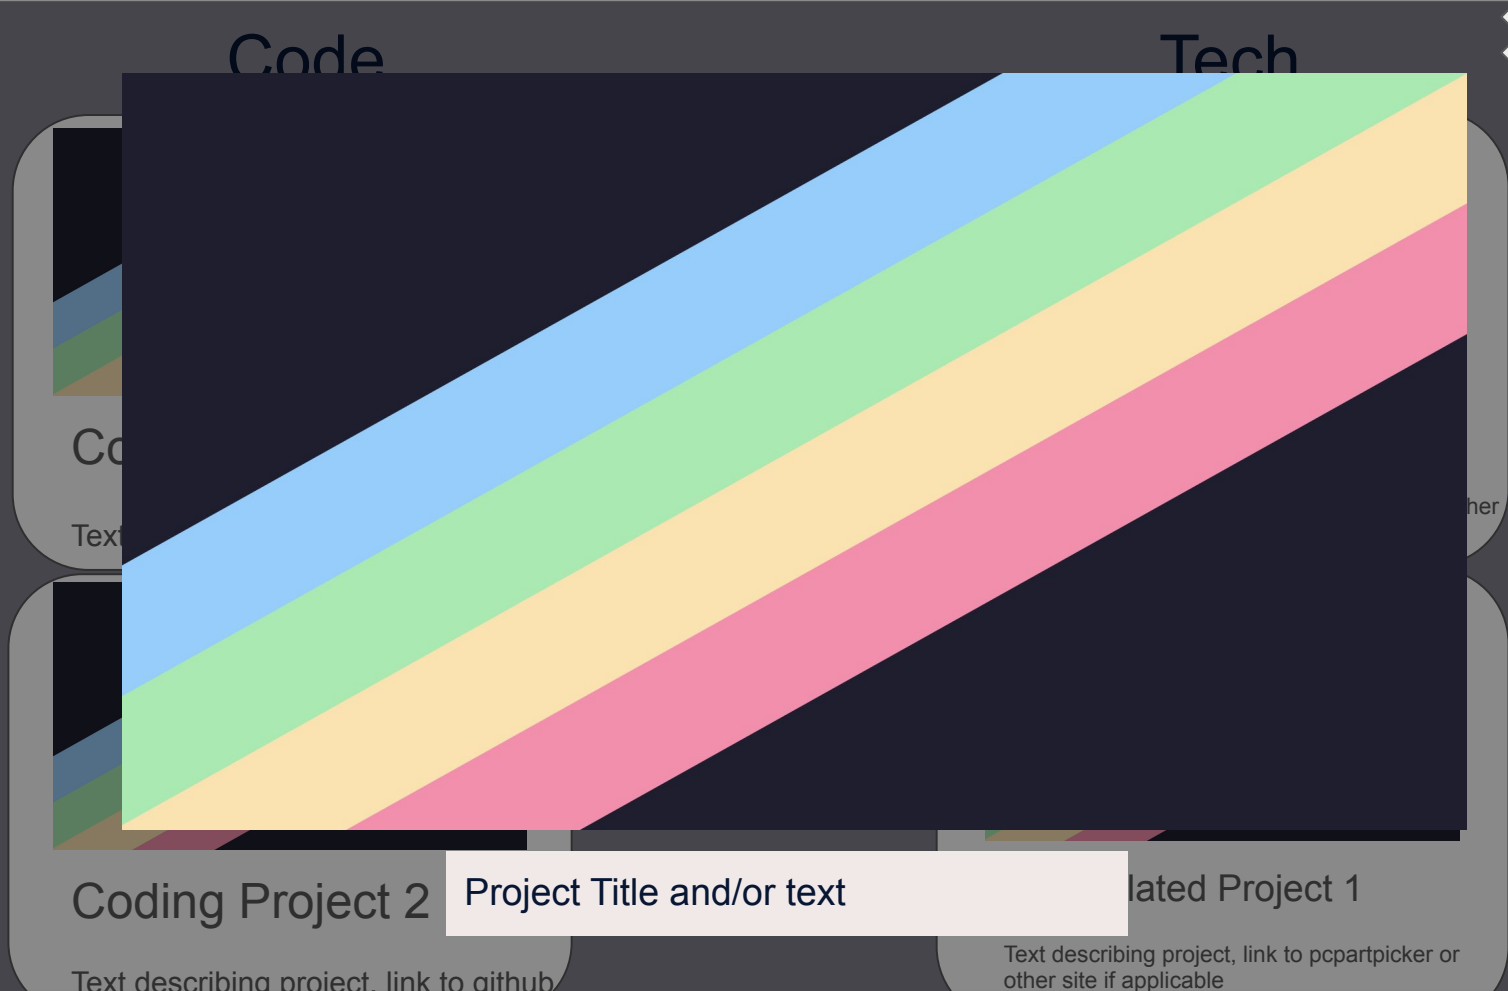 Code
Tech
Co
Text
her
Coding Project 2
Project Title and/or text
lated Project 1
Text describing project, link to github
Text describing project, link to pcpartpicker or
other site if applicable